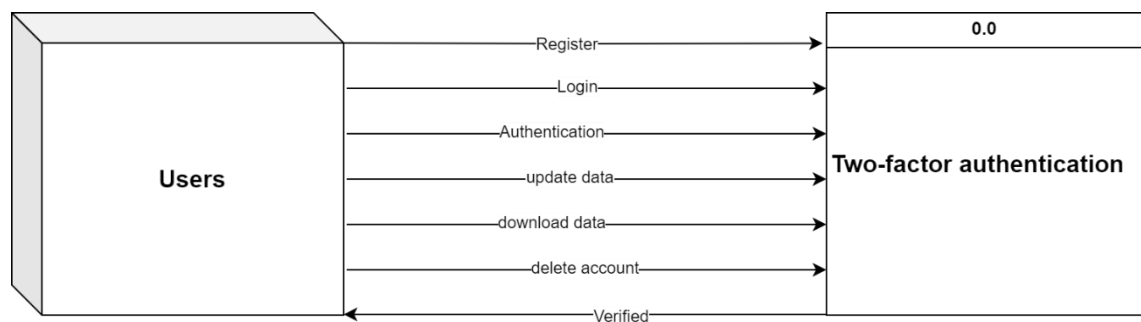 0.0
Register
Login
Authentication
update data
download data
delete account
Verified
Users
Two-factor authentication